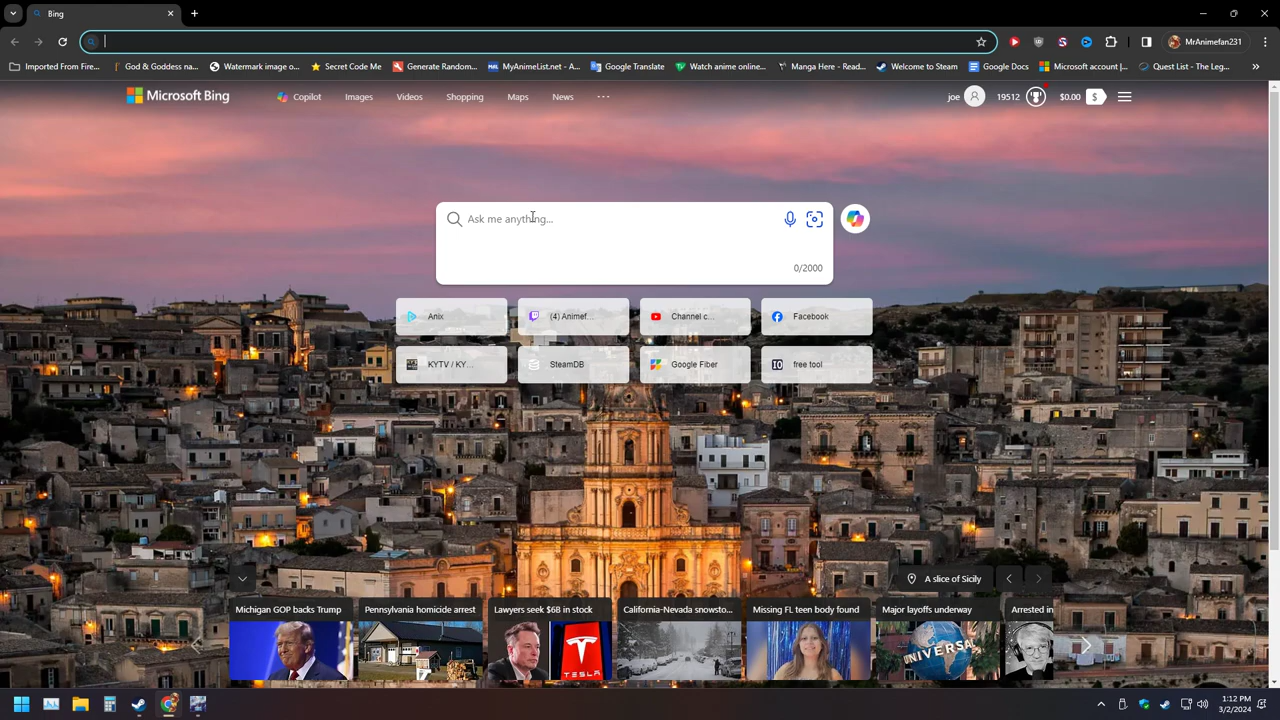 Bing
MrAnimefan231
Imported From Fire... God & Goddess na... Watermark image o... Secret Code Me Generate Random... MyAnimeList.net - A... Google Translate Watch anime online... Manga Here - Read... Welcome to Steam Google Docs Microsoft account |... Quest List - The Leg... »
Microsoft Bing Copilot Images Videos Shopping Maps News ... joe 19512 $0.00 $
Ask me anything...
0/2000
Anix (4) Animef... Channel c... Facebook
KYTV / KY... SteamDB Google Fiber free tool
A slice of Sicily
Michigan GOP backs Trump Pennsylvania homicide arrest Lawyers seek $6B in stock California-Nevada snowsto... Missing FL teen body found Major layoffs underway Arrested in
TESLA
UNIVERSA
1:12 PM
3/2/2024